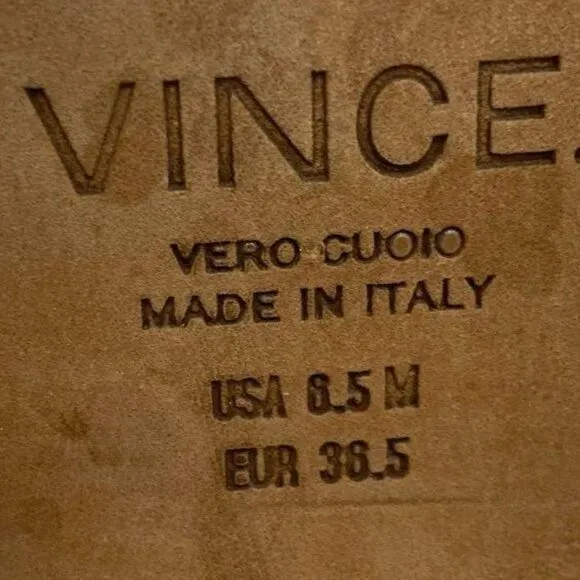 VINCE.
VERO CUOIO
MADE IN ITALY
USA 6.5 M
EUR 36.5